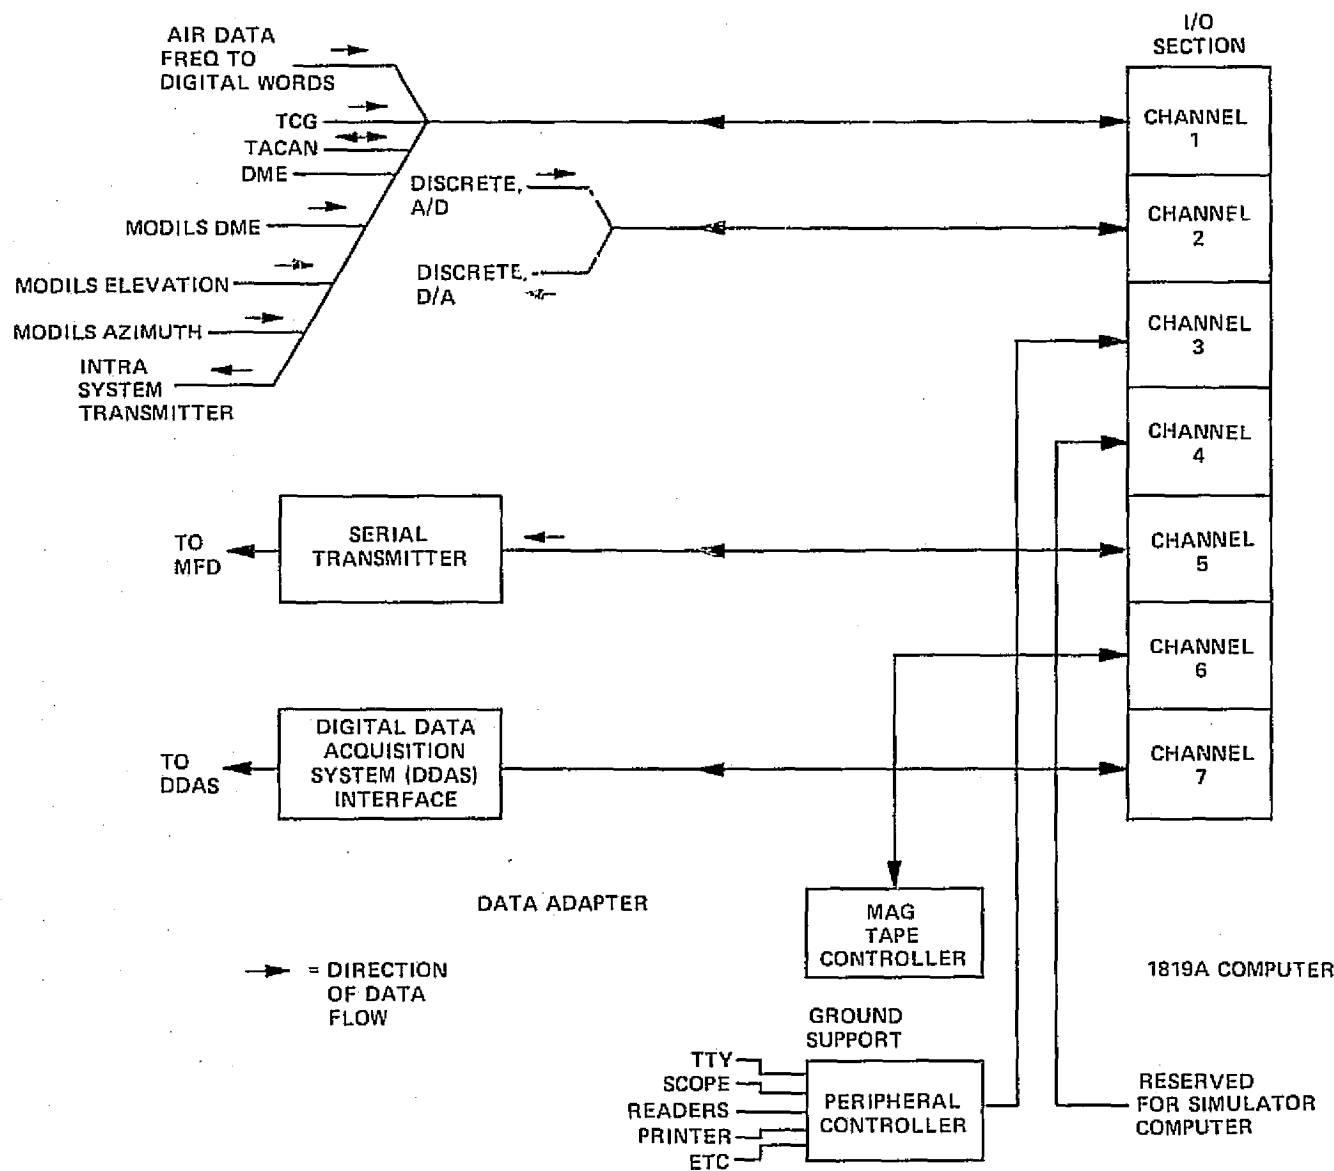 I/O
SECTION
AIR DATA
FREQ TO
DIGITAL WORDS
TCG
TACAN
DME
MODILS DME
MODILS ELEVATION
MODILS AZIMUTH
INTRA
SYSTEM
TRANSMITTER
DISCRETE,
A/D
DISCRETE,
D/A
CHANNEL
1
CHANNEL
2
CHANNEL
3
CHANNEL
4
CHANNEL
5
CHANNEL
6
CHANNEL
7
TO
MFD
SERIAL
TRANSMITTER
TO
DDAS
DIGITAL DATA
ACQUISITION
SYSTEM (DDAS)
INTERFACE
DATA ADAPTER
MAG
TAPE
CONTROLLER
1819A COMPUTER
= DIRECTION
OF DATA
FLOW
GROUND
SUPPORT
TTY
SCOPE
READERS
PRINTER
ETC
PERIPHERAL
CONTROLLER
RESERVED
FOR SIMULATOR
COMPUTER